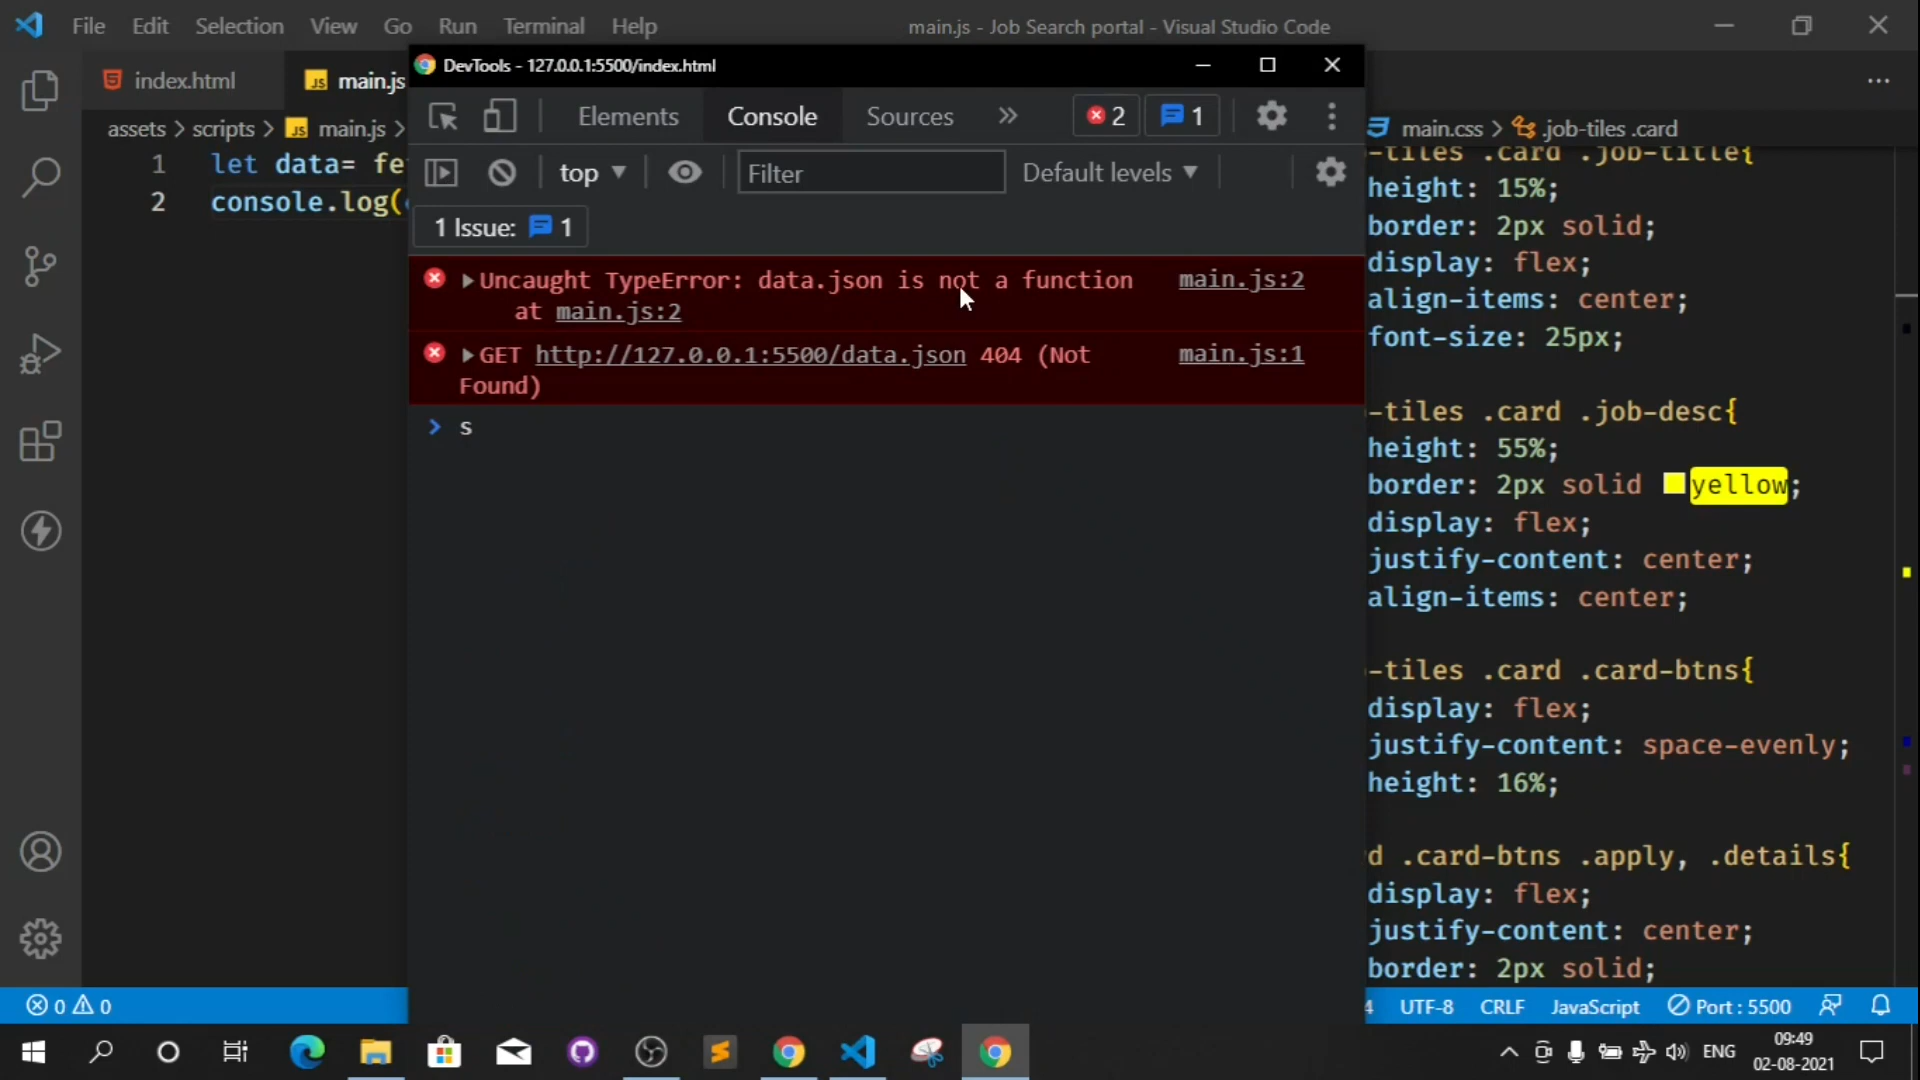 File Edit Selection View Go Run Terminal Help
main.js - Job Search portal - Visual Studio Code
index.html
main.js
assets > scripts > JS main.js >
1 let data= fe
2 console.log(
DevTools - 127.0.0.1:5500/index.html
Elements Console Sources » 2 1
top Filter Default levels
1 Issue: 1
Uncaught TypeError: data.json is not a function main.js:2
at main.js:2
GET http://127.0.0.1:5500/data.json 404 (Not main.js:1
Found)
> s
main.css > .job-tiles .card
-tiles .card .job-title{
height: 15%;
border: 2px solid;
display: flex;
align-items: center;
font-size: 25px;
-tiles .card .job-desc{
height: 55%;
border: 2px solid yellow;
display: flex;
justify-content: center;
align-items: center;
-tiles .card .card-btns{
display: flex;
justify-content: space-evenly;
height: 16%;
d .card-btns .apply, .details{
display: flex;
justify-content: center;
border: 2px solid;
0 0
4 UTF-8 CRLF JavaScript Port : 5500
ENG
09:49
02-08-2021